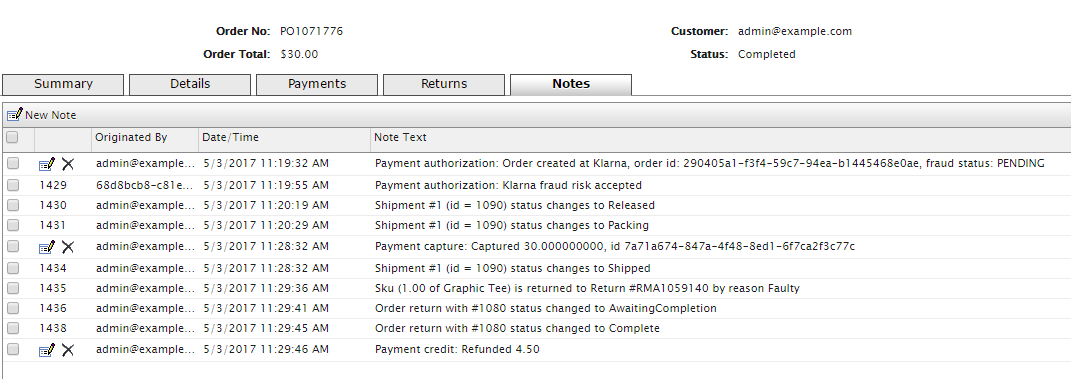 Order No: PO1071776 Customer: admin@example.com
Order Total: $30.00 Status: Completed
Summary Details Payments Returns Notes
New Note
Originated By Date/Time Note Text
admin@example... 5/3/2017 11:19:32 AM Payment authorization: Order created at Klarna, order id: 290405a1-f3f4-59c7-94ea-b1445468e0ae, fraud status: PENDING
1429 68d8bcb8-c81e... 5/3/2017 11:19:55 AM Payment authorization: Klarna fraud risk accepted
1430 admin@example... 5/3/2017 11:20:19 AM Shipment #1 (id = 1090) status changes to Released
1431 admin@example... 5/3/2017 11:20:29 AM Shipment #1 (id = 1090) status changes to Packing
admin@example... 5/3/2017 11:28:32 AM Payment capture: Captured 30.000000000, id 7a71a674-847a-4f48-8ed1-6f7ca2f3c77c
1434 admin@example... 5/3/2017 11:28:32 AM Shipment #1 (id = 1090) status changes to Shipped
1435 admin@example... 5/3/2017 11:29:36 AM Sku (1.00 of Graphic Tee) is returned to Return #RMA1059140 by reason Faulty
1436 admin@example... 5/3/2017 11:29:41 AM Order return with #1080 status changed to AwaitingCompletion
1438 admin@example... 5/3/2017 11:29:45 AM Order return with #1080 status changed to Complete
admin@example... 5/3/2017 11:29:46 AM Payment credit: Refunded 4.50